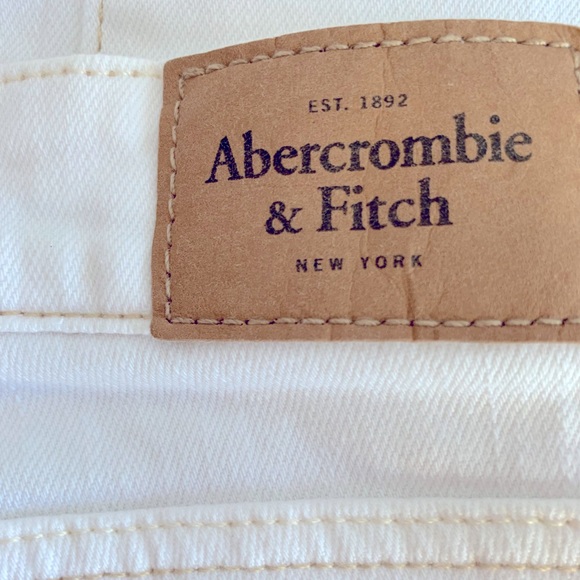 EST. 1892
Abercrombie
& Fitch
NEW YORK